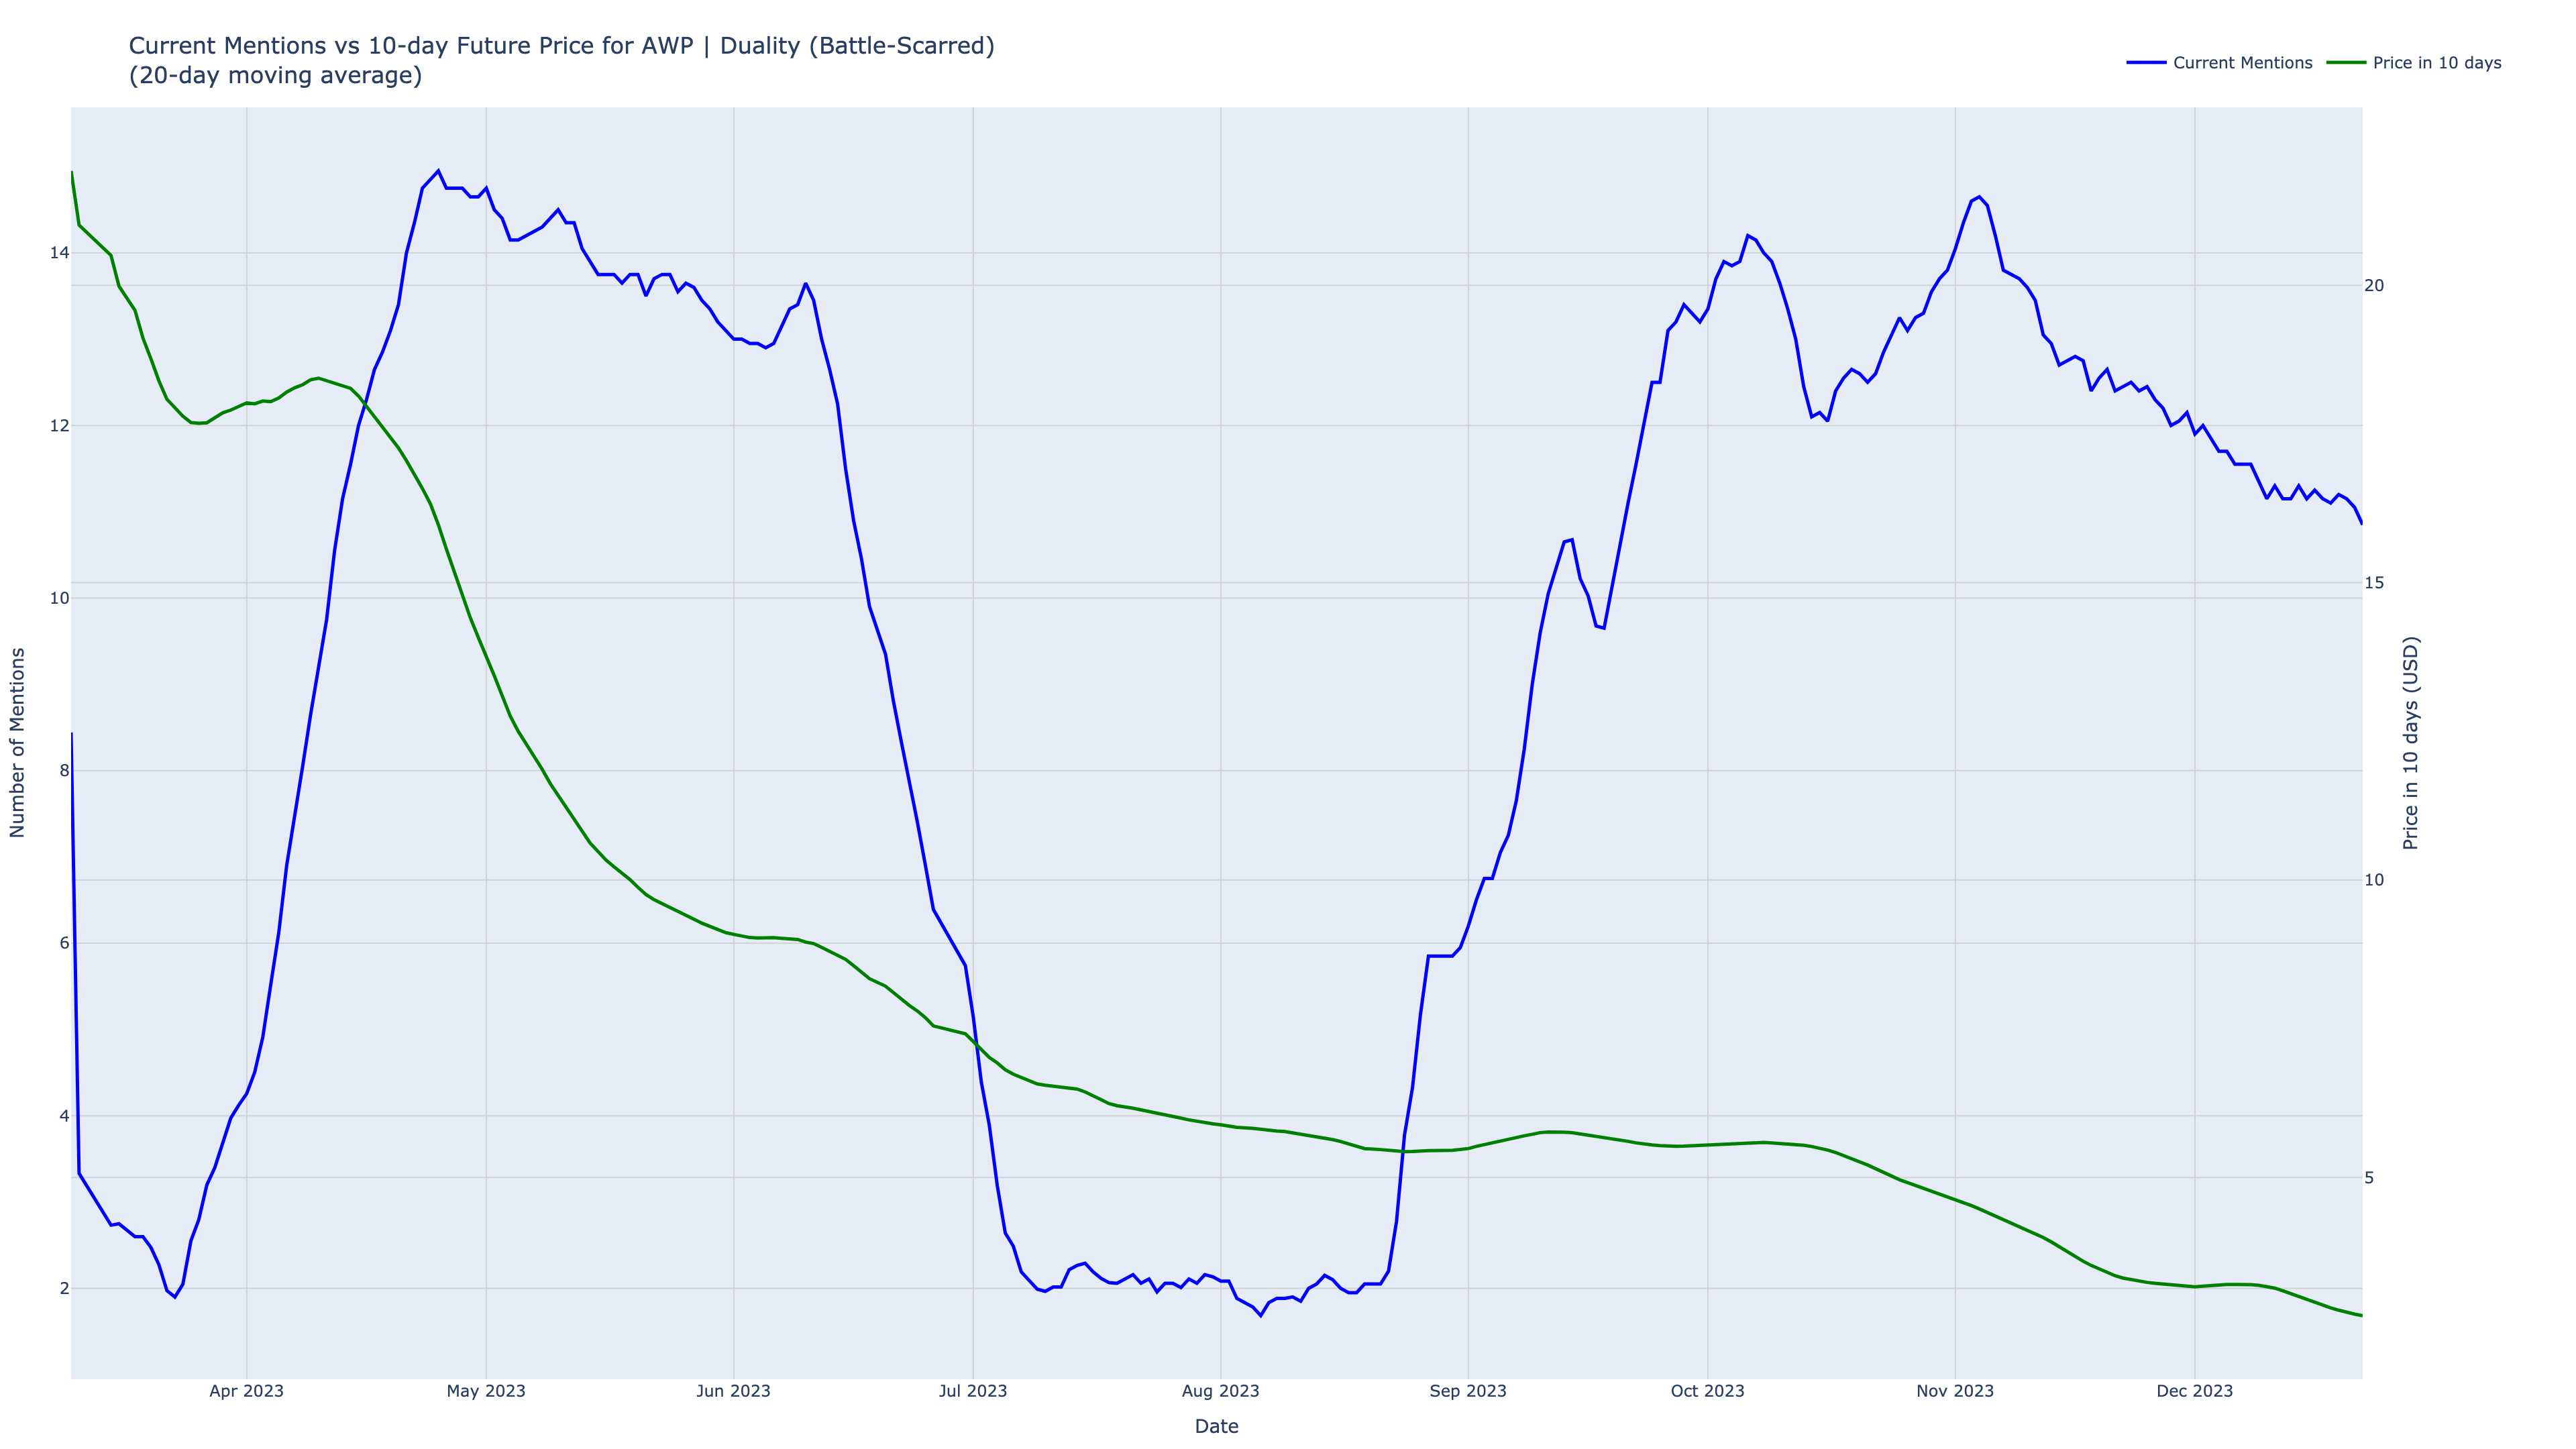 Current Mentions vs 10-day Future Price for AWP | Duality (Battle-Scarred)
(20-day moving average)
Current Mentions
Price in 10 days
14
12
10
8
6
4
2
Number of Mentions
20
15
10
5
Price in 10 days (USD)
Apr 2023
May 2023
Jun 2023
Jul 2023
Aug 2023
Sep 2023
Oct 2023
Nov 2023
Dec 2023
Date